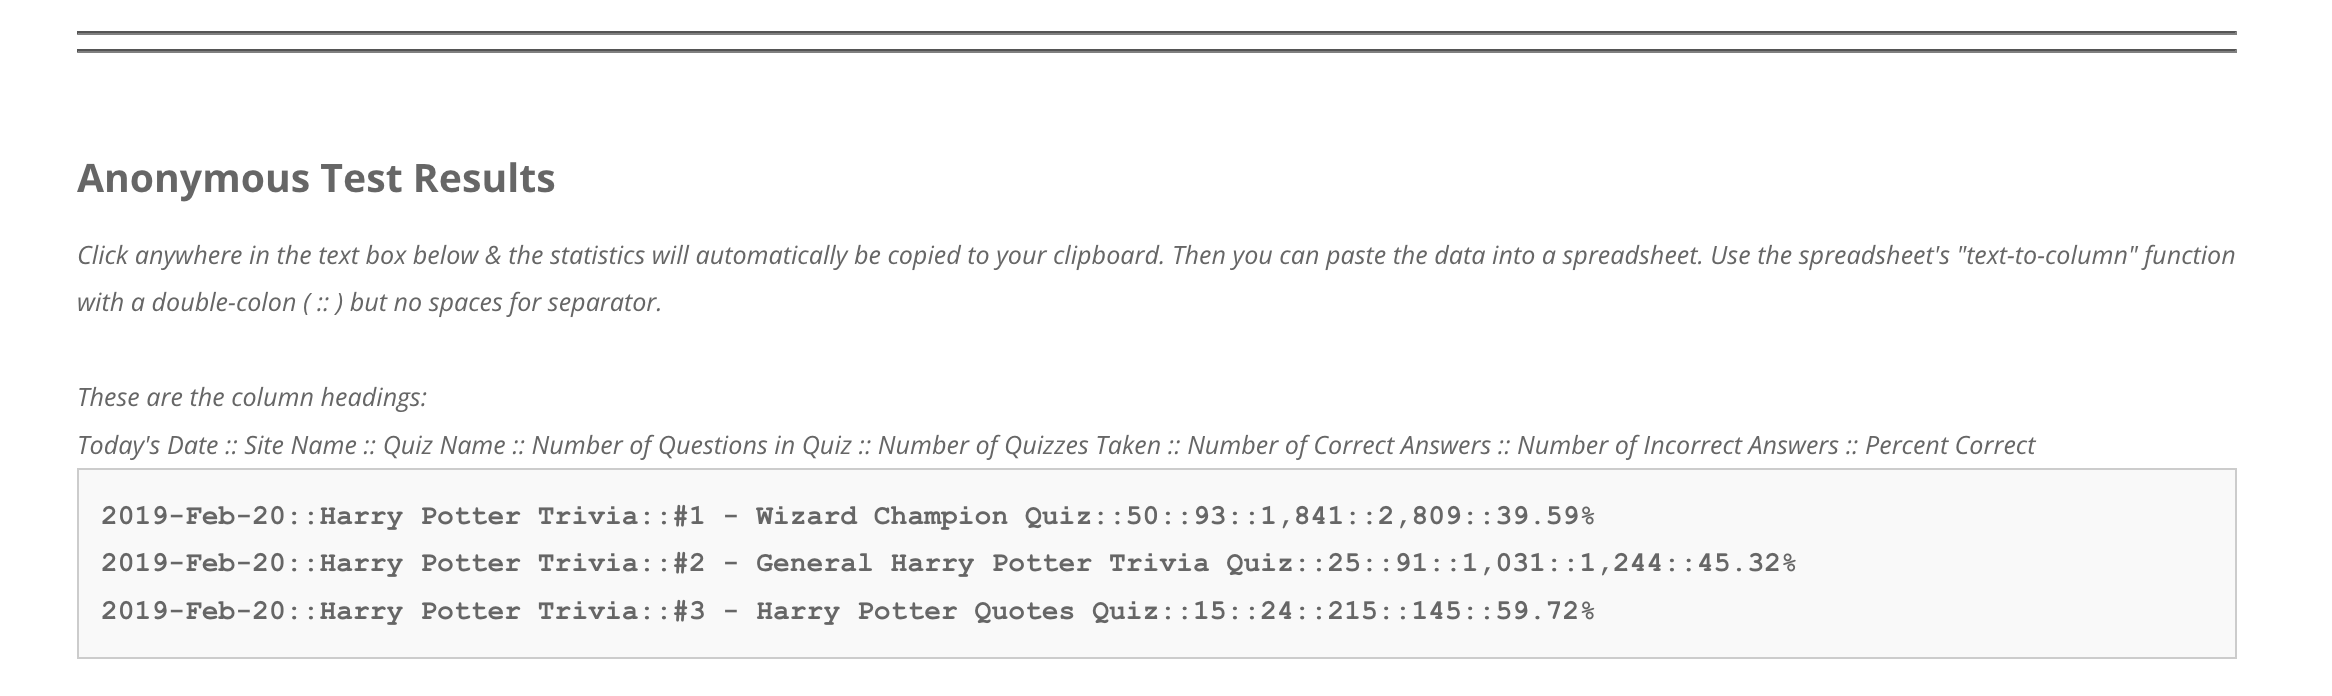 Anonymous Test Results
Click anywhere in the text box below & the statistics will automatically be copied to your clipboard. Then you can paste the data into a spreadsheet. Use the spreadsheet's "text-to-column" function
with a double-colon ( :: ) but no spaces for separator.
These are the column headings:
Today's Date :: Site Name :: Quiz Name :: Number of Questions in Quiz :: Number of Quizzes Taken :: Number of Correct Answers :: Number of Incorrect Answers :: Percent Correct
2019-Feb-20::Harry Potter Trivia::#1 - Wizard Champion Quiz::50::93::1,841::2,809::39.59%
2019-Feb-20::Harry Potter Trivia::#2 - General Harry Potter Trivia Quiz::25::91::1,031::1,244::45.32%
2019-Feb-20::Harry Potter Trivia::#3 - Harry Potter Quotes Quiz::15::24::215::145::59.72%